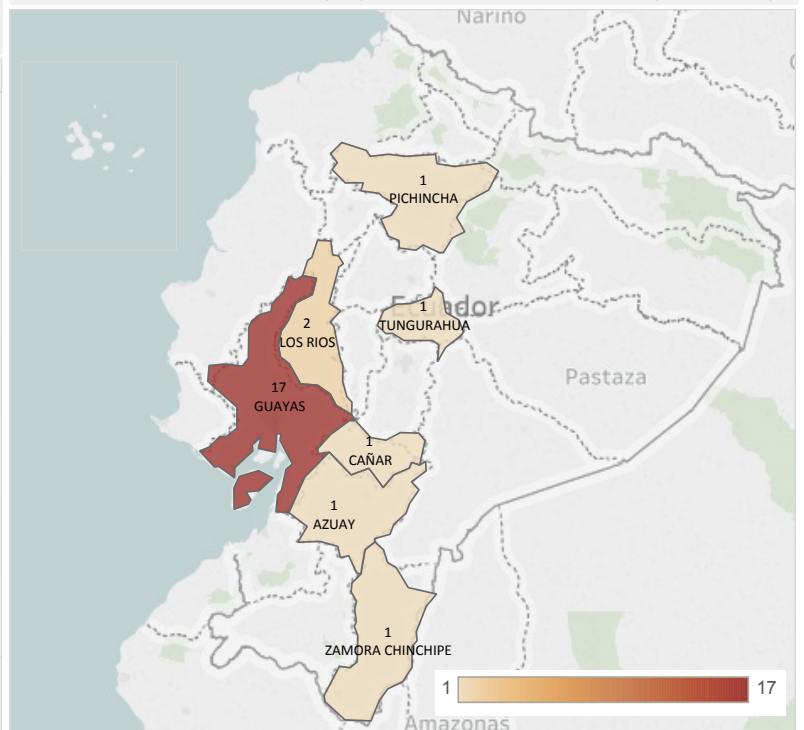 Nariño
1
PICHINCHA
Ecuador
1
TUNGURAHUA
2
LOS RIOS
Pastaza
17
GUAYAS
1
CAÑAR
1
AZUAY
1
ZAMORA CHINCHIPE
1 17
Amazonas